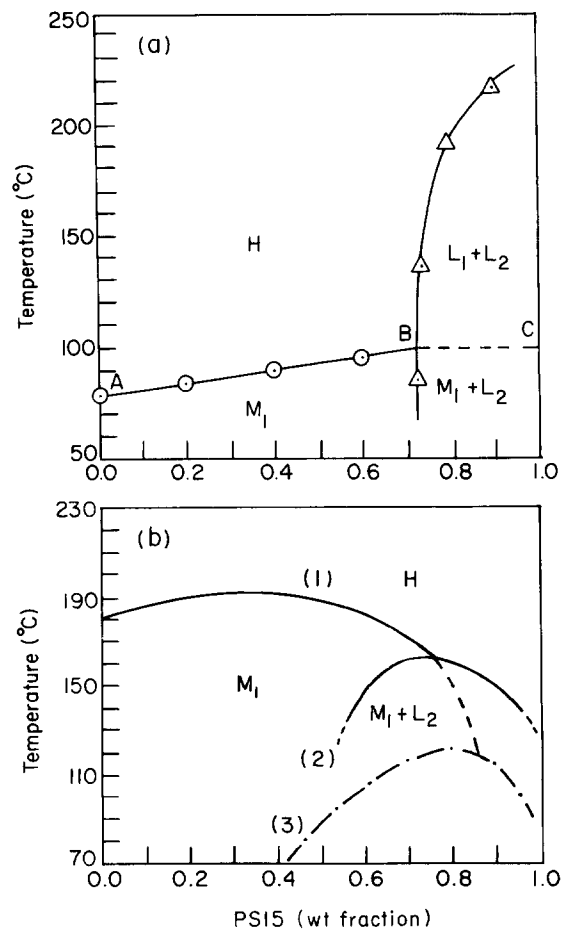 (a)
250
200
150
100
50
Temperature (°C)
H
L1+L2
A
B
C
M1
M1+L2
0.0 0.2 0.4 0.6 0.8 1.0
(b)
230
190
150
110
70
Temperature (°C)
(1)
H
M1
M1+L2
(2)
(3)
0.0 0.2 0.4 0.6 0.8 1.0
PS15 (wt fraction)